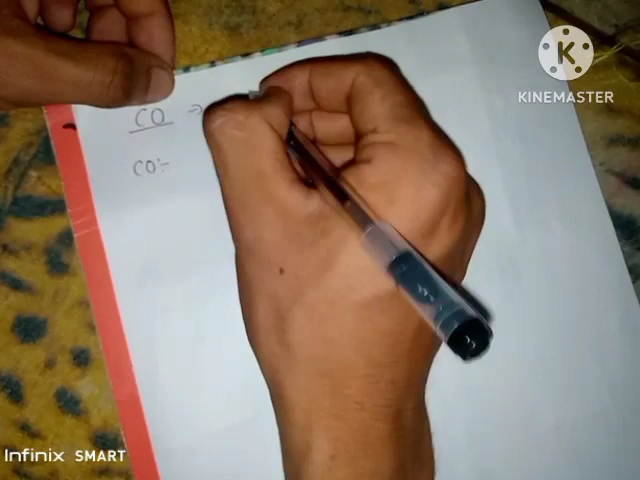 K
KINEMASTER
CO →
CO:-
Infinix SMART